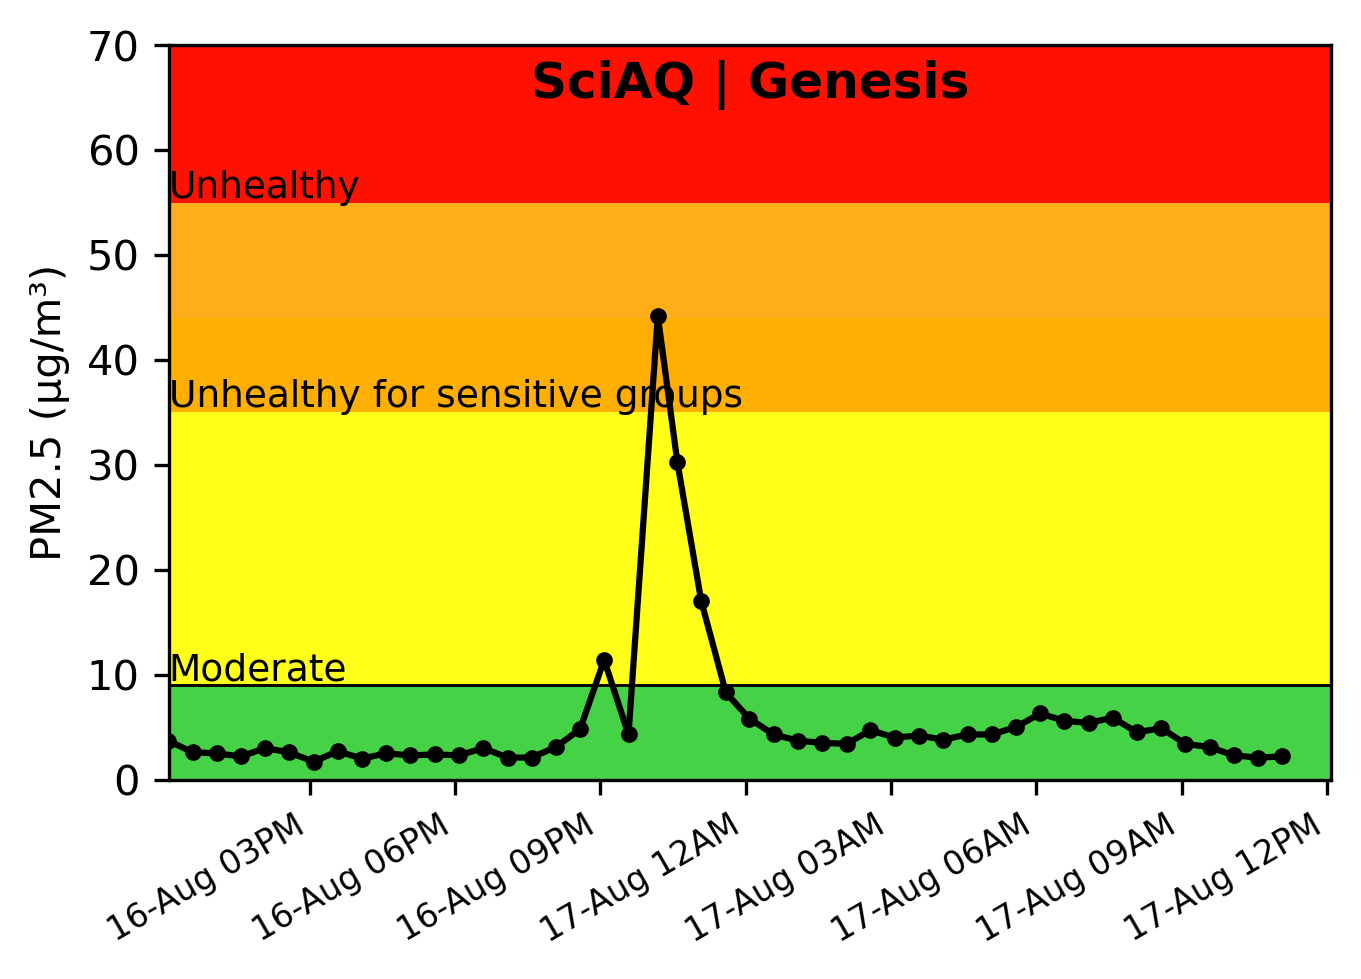 SciAQ | Genesis
PM2.5 (µg/m³)
70
60
50
40
30
20
10
0
Unhealthy
Unhealthy for sensitive groups
Moderate
16-Aug 03PM
16-Aug 06PM
16-Aug 09PM
17-Aug 12AM
17-Aug 03AM
17-Aug 06AM
17-Aug 09AM
17-Aug 12PM